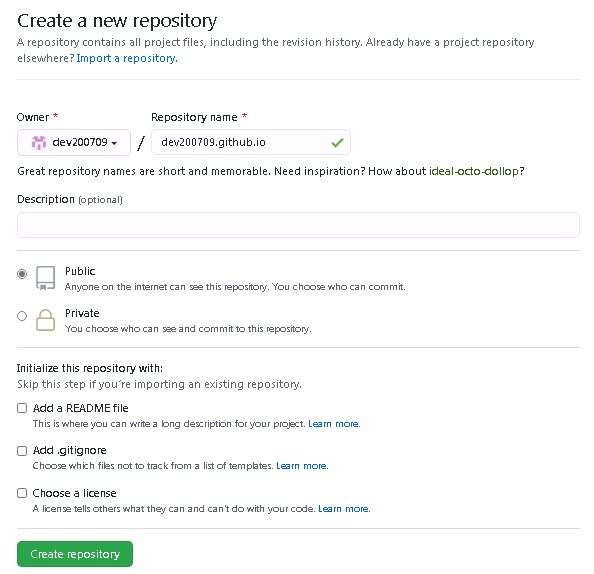 Create a new repository
A repository contains all project files, including the revision history. Already have a project repository
elsewhere? Import a repository.
Owner * Repository name *
dev200709 / dev200709.github.io
Great repository names are short and memorable. Need inspiration? How about ideal-octo-dollop?
Description (optional)
Public
Anyone on the internet can see this repository. You choose who can commit.
Private
You choose who can see and commit to this repository.
Initialize this repository with:
Skip this step if you're importing an existing repository.
Add a README file
This is where you can write a long description for your project. Learn more.
Add .gitignore
Choose which files not to track from a list of templates. Learn more.
Choose a license
A license tells others what they can and can't do with your code. Learn more.
Create repository